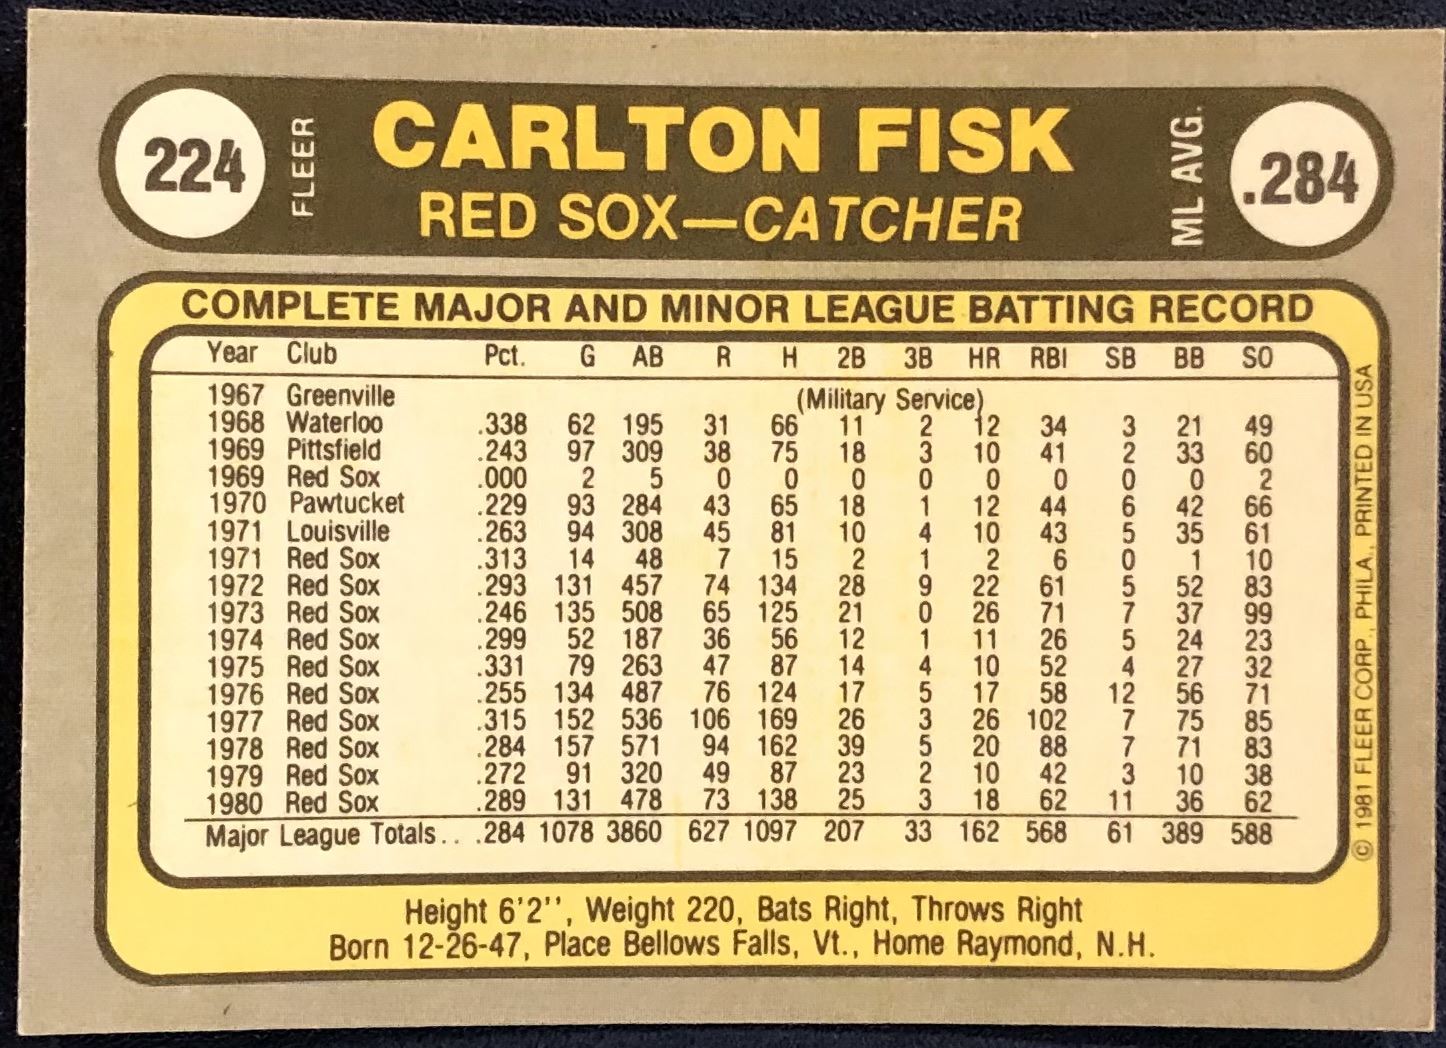 224 FLEER CARLTON FISK ML AVG. .284
RED SOX—CATCHER
COMPLETE MAJOR AND MINOR LEAGUE BATTING RECORD
Year Club Pct. G AB R H 2B 3B HR RBI SB BB SO
1967 Greenville (Military Service)
1968 Waterloo .338 62 195 31 66 11 2 12 34 3 21 49
1969 Pittsfield .243 97 309 38 75 18 3 10 41 2 33 60
1969 Red Sox .000 2 5 0 0 0 0 0 0 0 0 2
1970 Pawtucket .229 93 284 43 65 18 1 12 44 6 42 66
1971 Louisville .263 94 308 45 81 10 4 10 43 5 35 61
1971 Red Sox .313 14 48 7 15 2 1 2 6 0 1 10
1972 Red Sox .293 131 457 74 134 28 9 22 61 5 52 83
1973 Red Sox .246 135 508 65 125 21 0 26 71 7 37 99
1974 Red Sox .299 52 187 36 56 12 1 11 26 5 24 23
1975 Red Sox .331 79 263 47 87 14 4 10 52 4 27 32
1976 Red Sox .255 134 487 76 124 17 5 17 58 12 56 71
1977 Red Sox .315 152 536 106 169 26 3 26 102 7 75 85
1978 Red Sox .284 157 571 94 162 39 5 20 88 7 71 83
1979 Red Sox .272 91 320 49 87 23 2 10 42 3 10 38
1980 Red Sox .289 131 478 73 138 25 3 18 62 11 36 62
Major League Totals.. .284 1078 3860 627 1097 207 33 162 568 61 389 588
Height 6'2'', Weight 220, Bats Right, Throws Right
Born 12-26-47, Place Bellows Falls, Vt., Home Raymond, N.H.
© 1981 FLEER CORP., PHILA., PRINTED IN USA